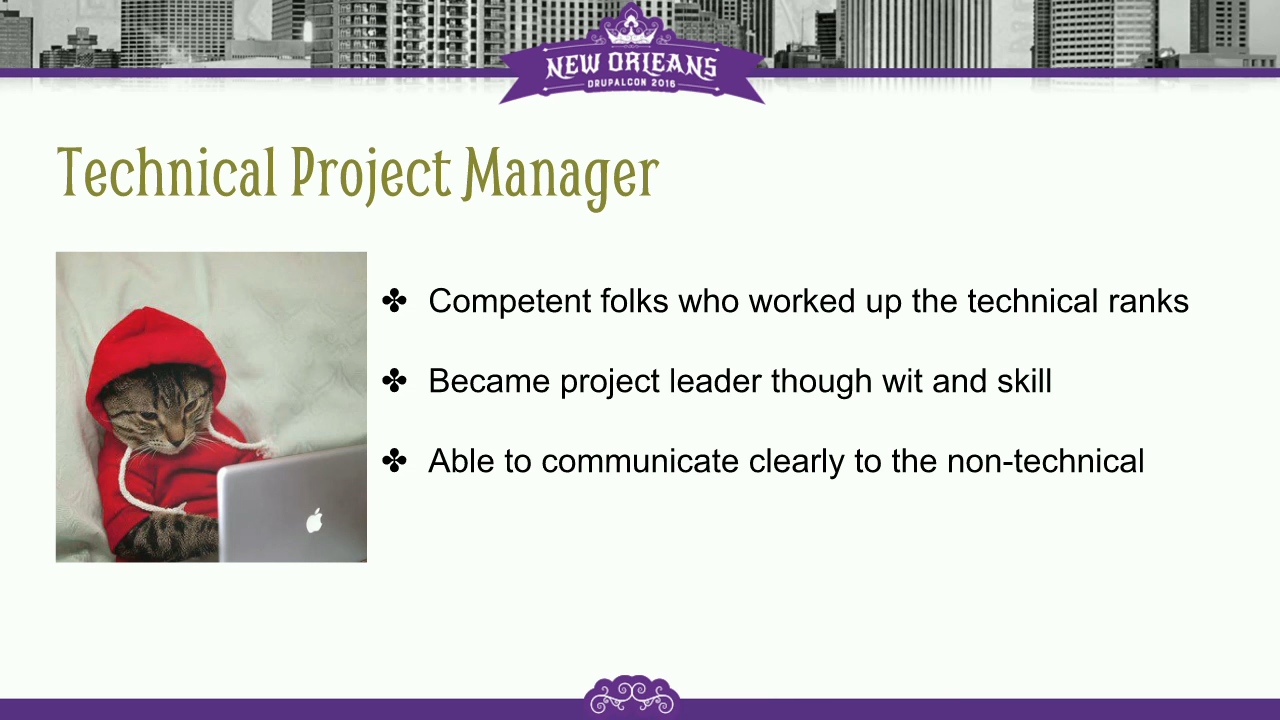 NEW ORLEANS
DRUPALCON 2016
Technical Project Manager
✤ Competent folks who worked up the technical ranks
✤ Became project leader though wit and skill
✤ Able to communicate clearly to the non-technical